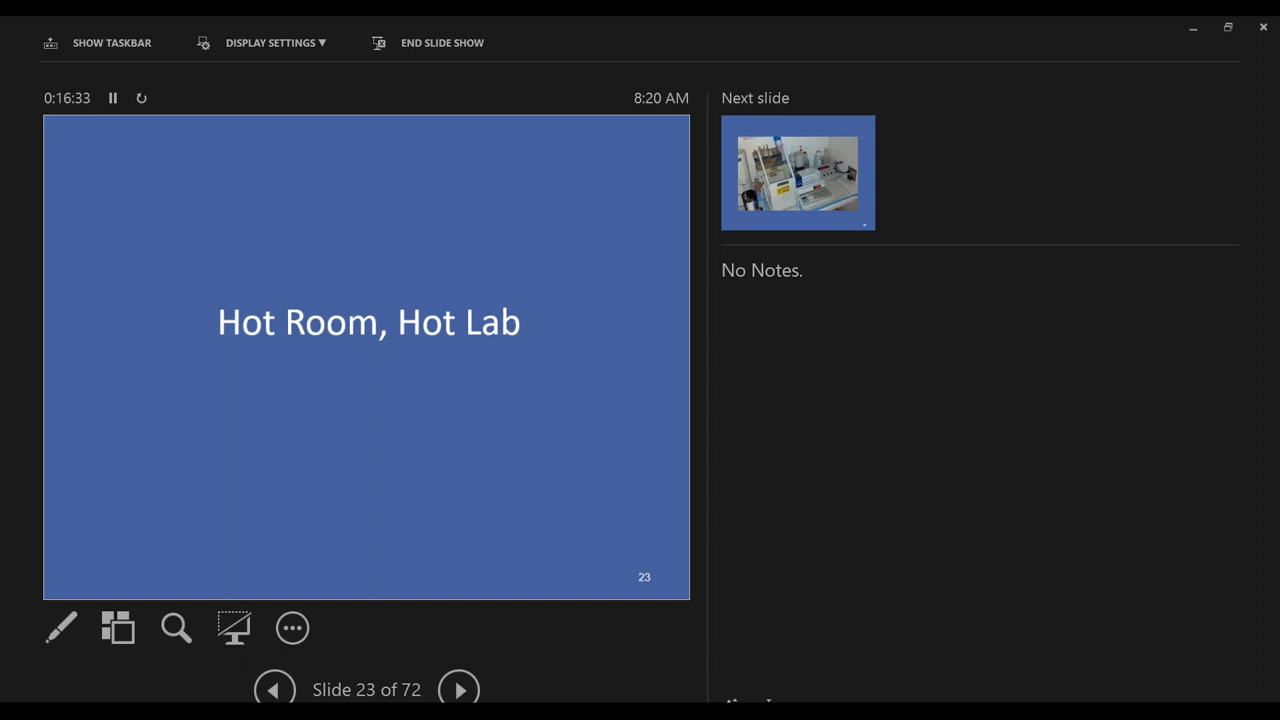 SHOW TASKBAR DISPLAY SETTINGS ▼ END SLIDE SHOW
0:16:33 8:20 AM
Hot Room, Hot Lab
23
Slide 23 of 72
Next slide
No Notes.